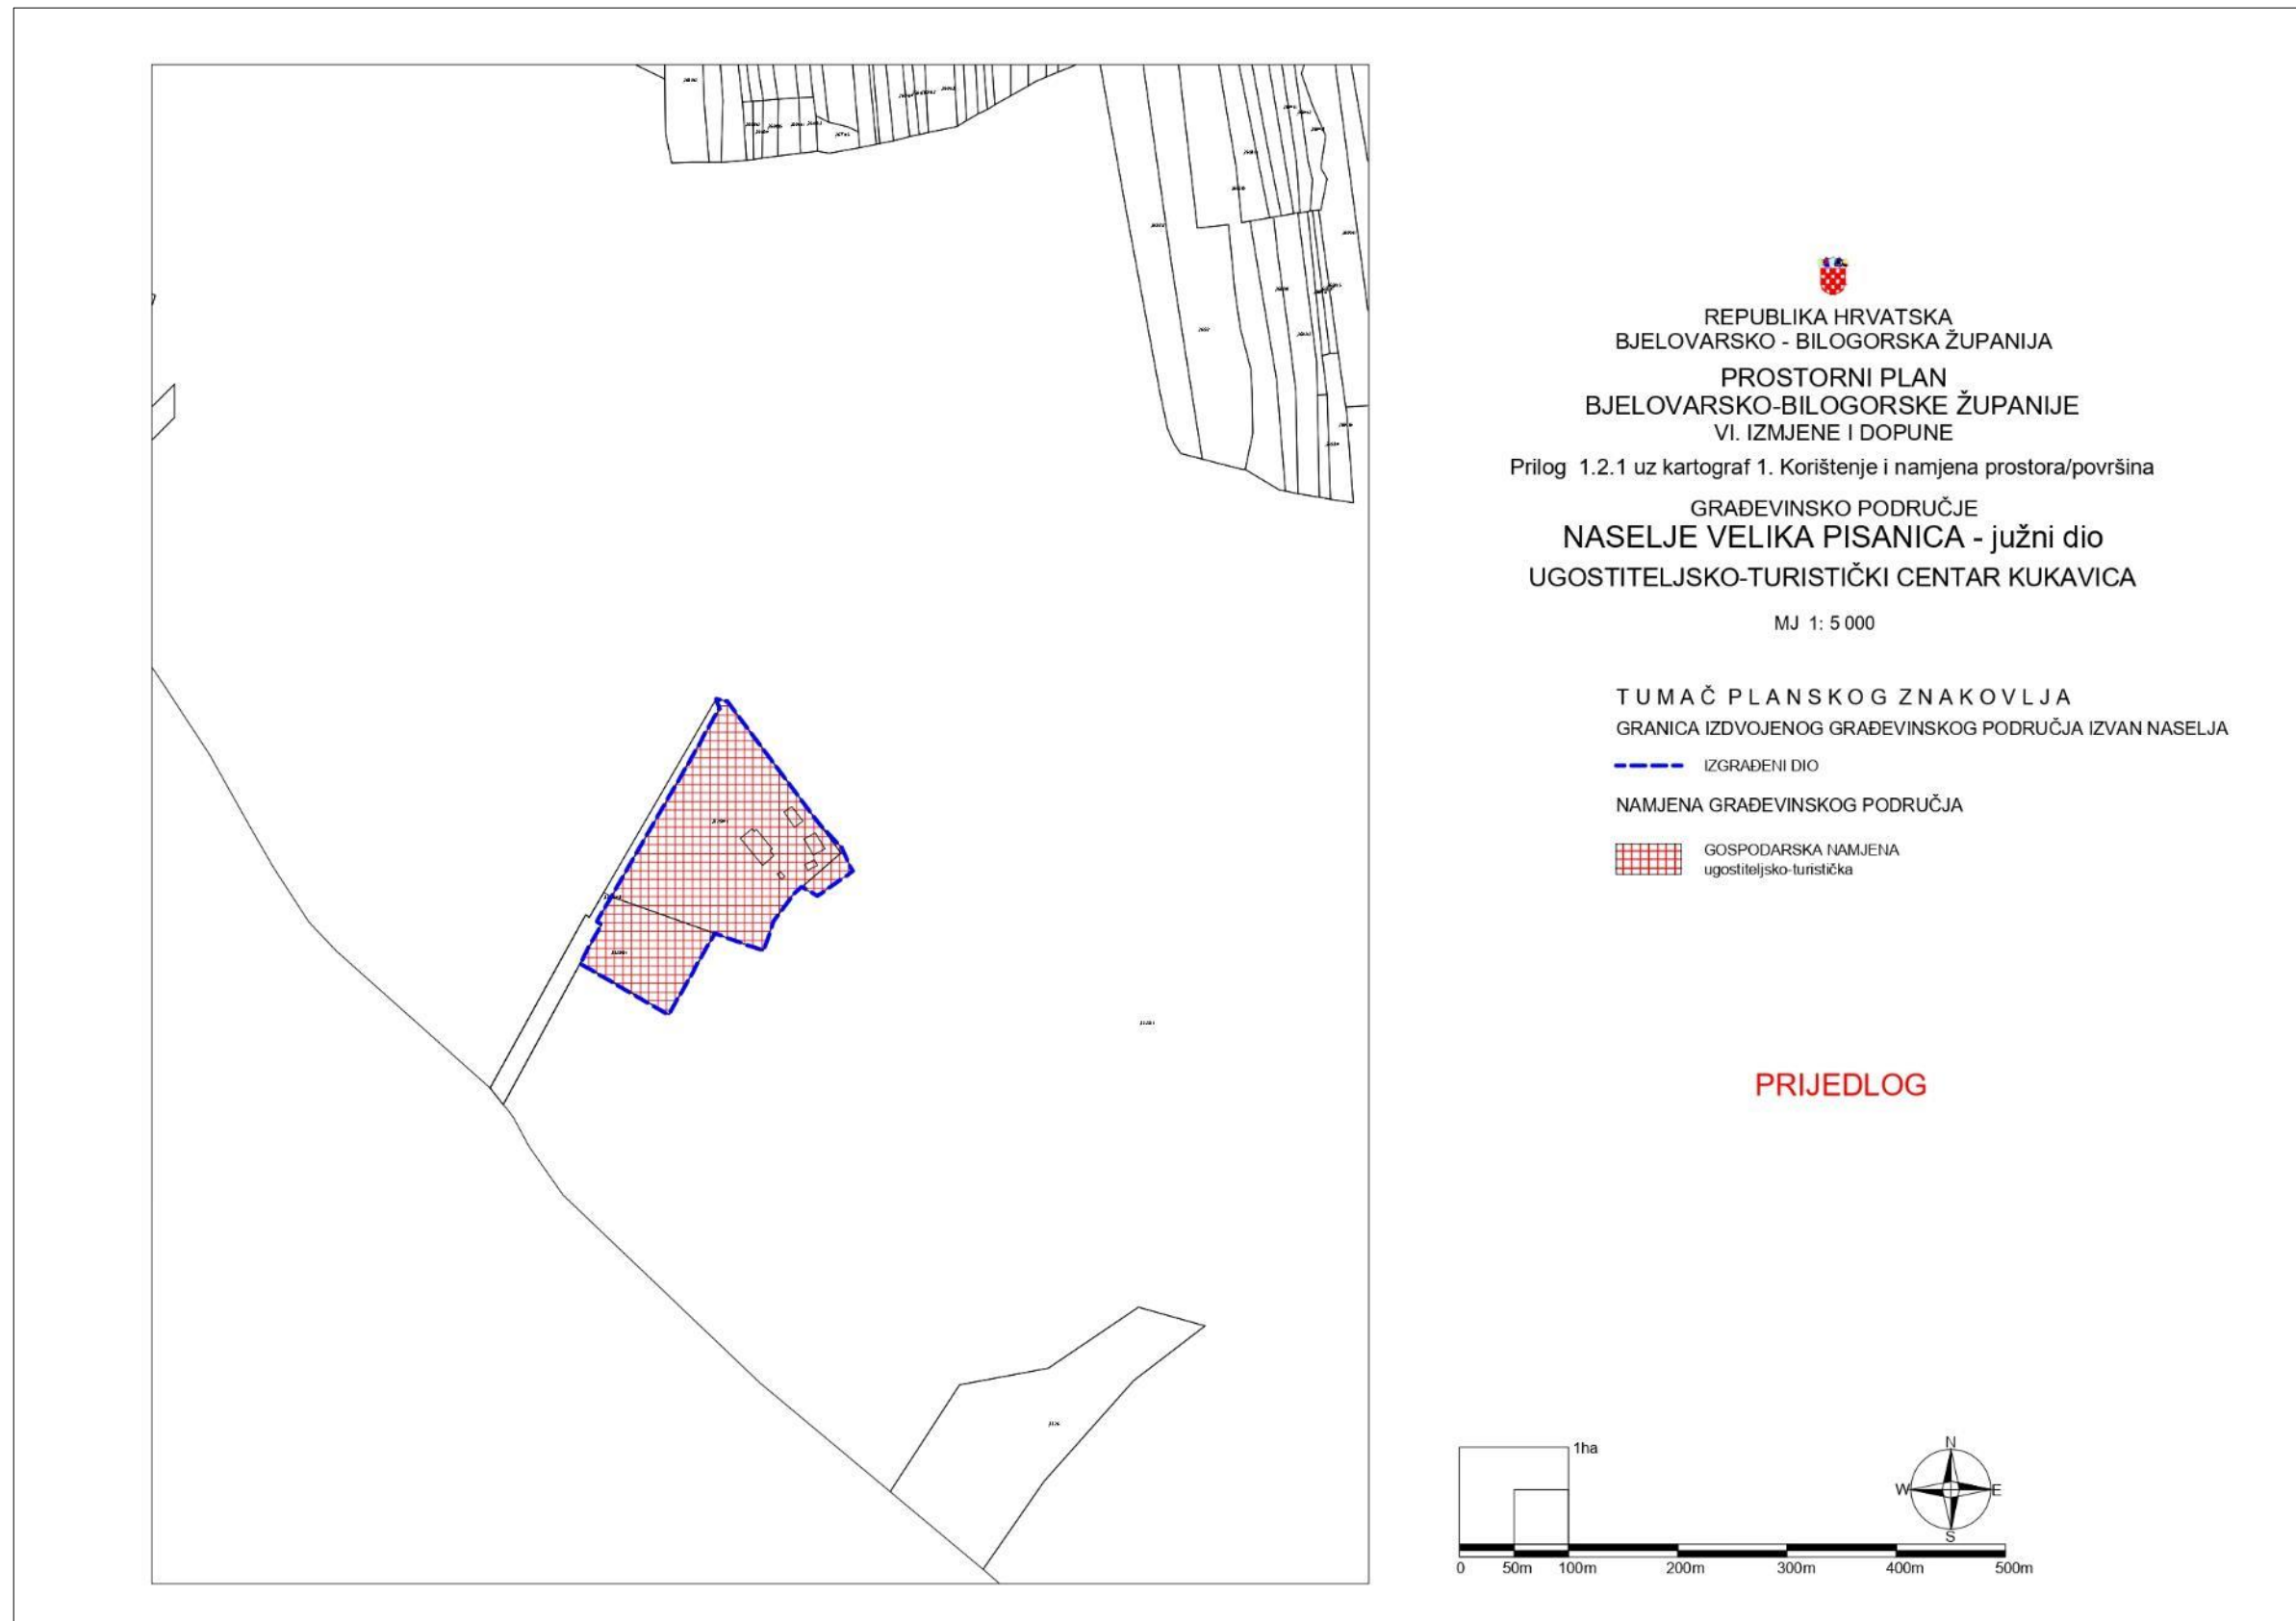 REPUBLIKA HRVATSKA
BJELOVARSKO - BILOGORSKA ŽUPANIJA
PROSTORNI PLAN
BJELOVARSKO-BILOGORSKE ŽUPANIJE
VI. IZMJENE I DOPUNE
Prilog 1.2.1 uz kartograf 1. Korištenje i namjena prostora/površina
GRAĐEVINSKO PODRUČJE
NASELJE VELIKA PISANICA - južni dio
UGOSTITELJSKO-TURISTIČKI CENTAR KUKAVICA
MJ 1: 5 000
TUMAČ PLANSKOG ZNAKOVLJA
GRANICA IZDVOJENOG GRAĐEVINSKOG PODRUČJA IZVAN NASELJA
IZGRAĐENI DIO
NAMJENA GRAĐEVINSKOG PODRUČJA
GOSPODARSKA NAMJENA
ugostiteljsko-turistička
PRIJEDLOG
1ha
N
W E
S
0 50m 100m 200m 300m 400m 500m